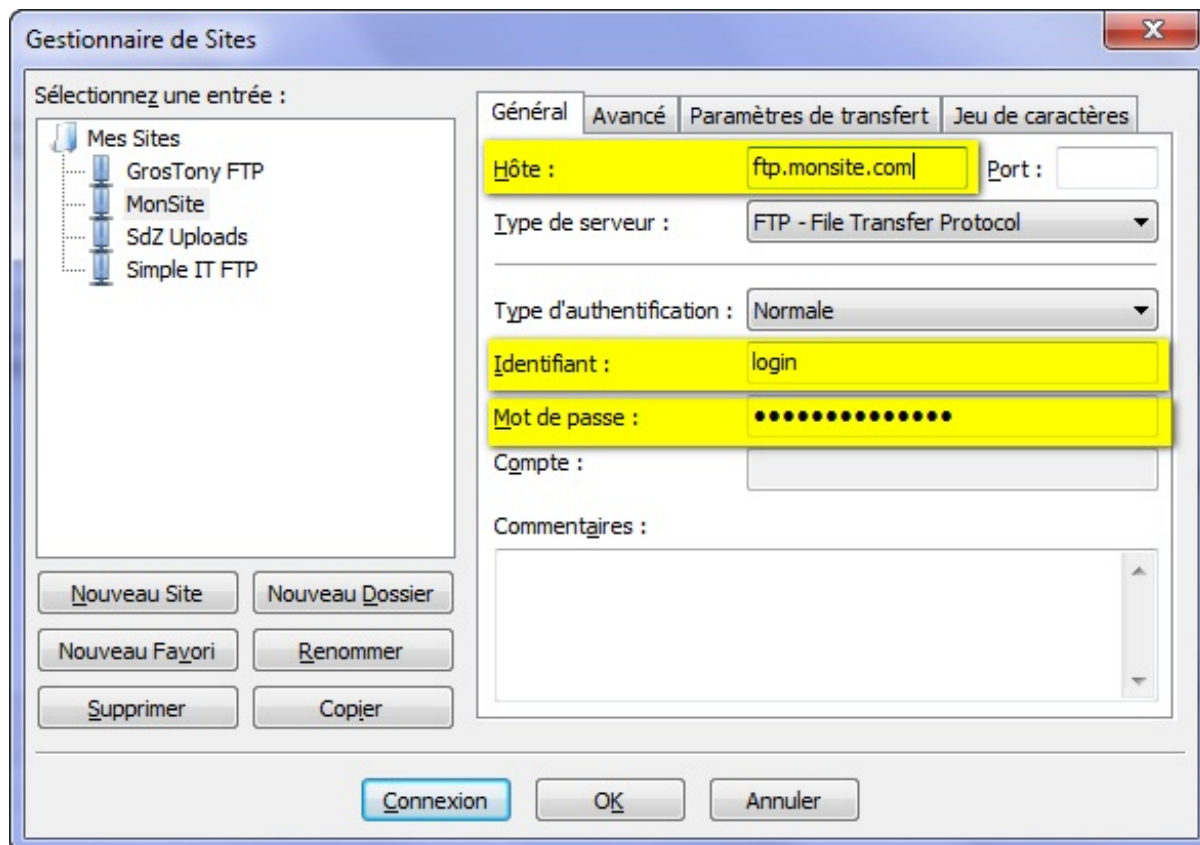 Gestionnaire de Sites
Sélectionnez une entrée :
Mes Sites
GrosTony FTP
MonSite
SdZ Uploads
Simple IT FTP
Nouveau Site
Nouveau Dossier
Nouveau Favori
Renommer
Supprimer
Copier
Général
Avancé
Paramètres de transfert
Jeu de caractères
Hôte : ftp.monsite.com Port :
Type de serveur : FTP - File Transfer Protocol
Type d'authentification : Normale
Identifiant : login
Mot de passe : ••••••••••••••
Compte :
Commentaires :
Connexion
OK
Annuler